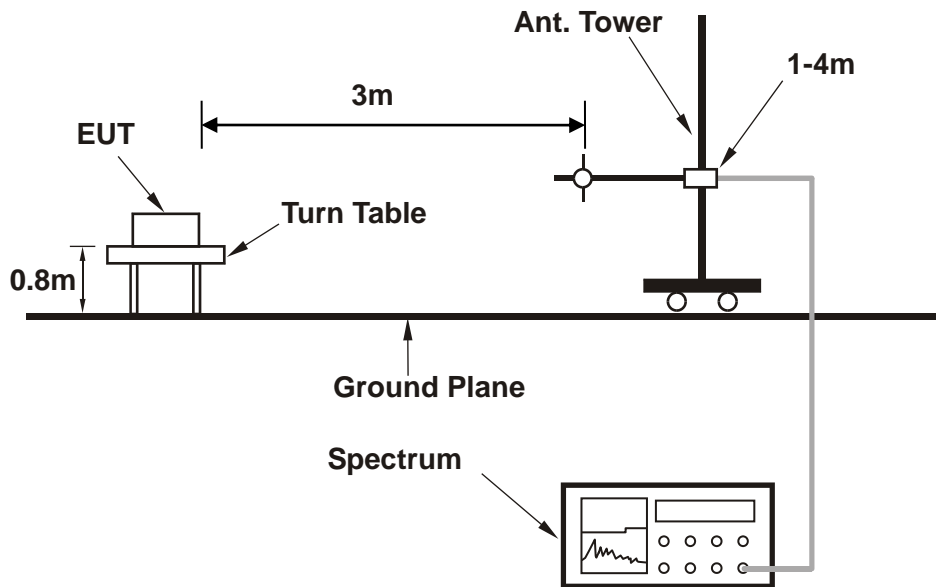 Ant. Tower
1-4m
3m
EUT
Turn Table
0.8m
Ground Plane
Spectrum